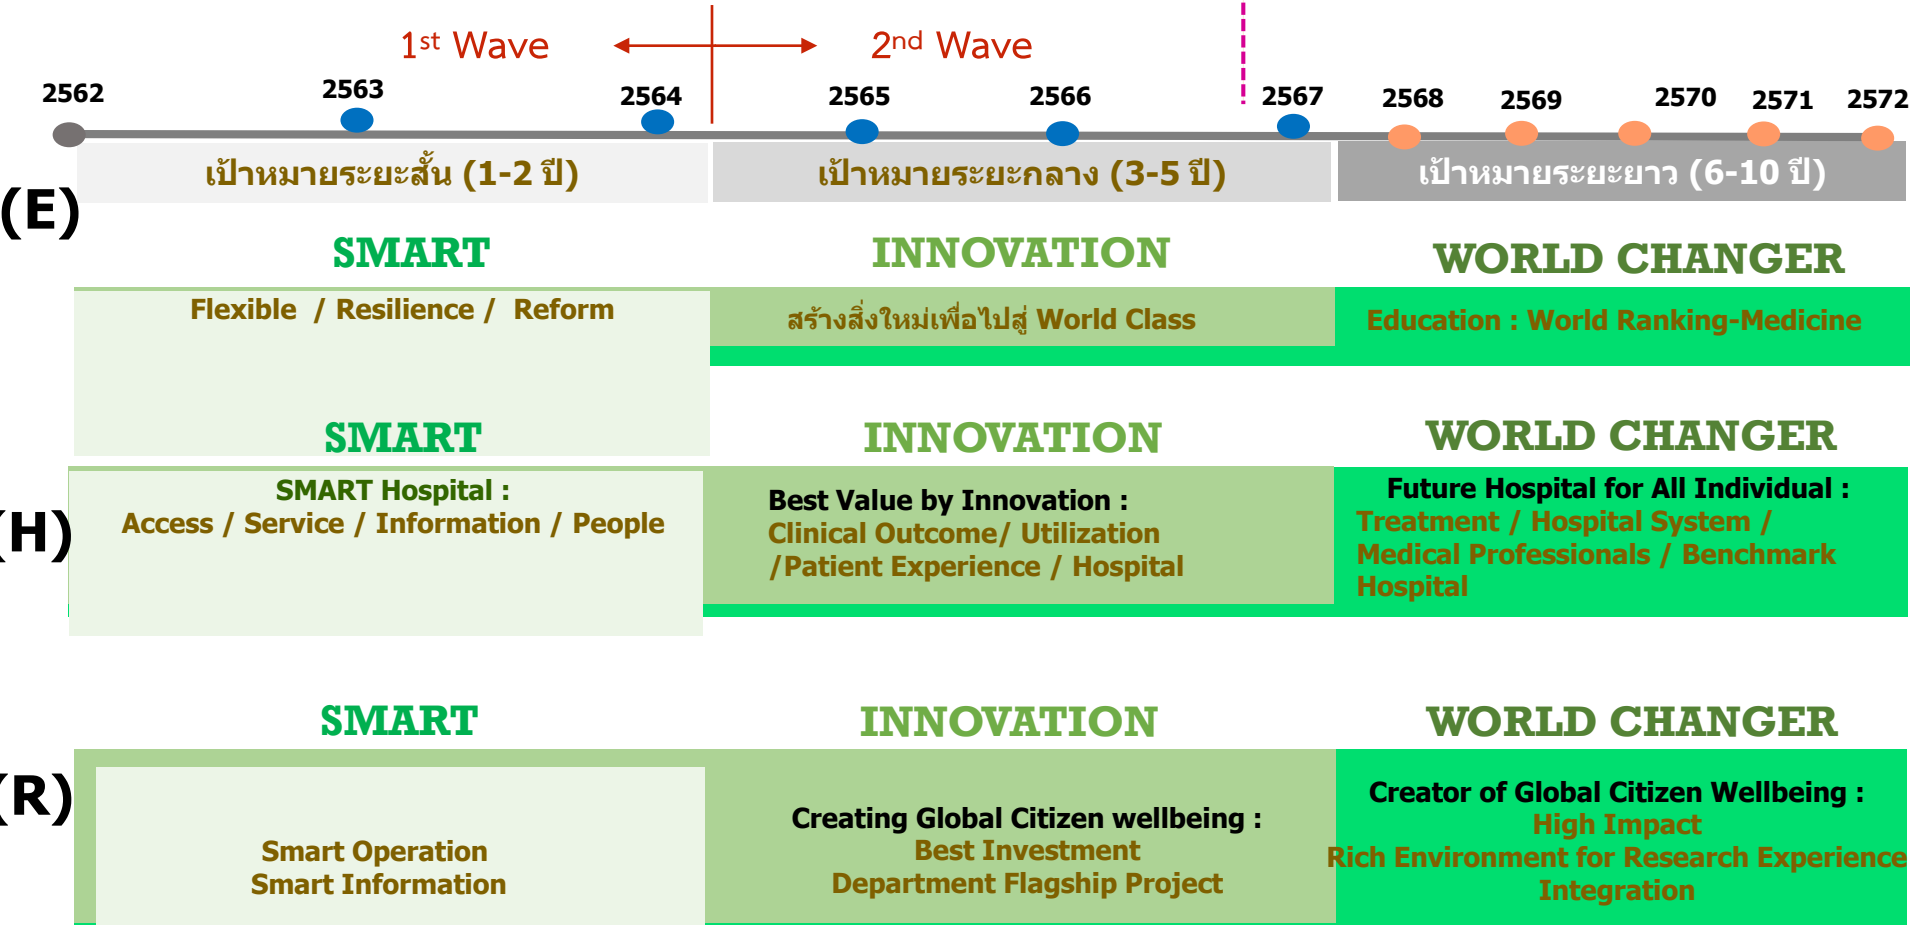 1st Wave
2nd Wave
2562 2563 2564 2565 2566 2567 2568 2569 2570 2571 2572
เป้าหมายระยะสั้น (1-2 ปี)
เป้าหมายระยะกลาง (3-5 ปี)
เป้าหมายระยะยาว (6-10 ปี)
(E)
SMART
INNOVATION
WORLD CHANGER
Flexible / Resilience / Reform
สร้างสิ่งใหม่เพื่อไปสู่ World Class
Education : World Ranking-Medicine
(H)
SMART
INNOVATION
WORLD CHANGER
SMART Hospital :
Access / Service / Information / People
Best Value by Innovation :
Clinical Outcome/ Utilization
/Patient Experience / Hospital
Future Hospital for All Individual :
Treatment / Hospital System /
Medical Professionals / Benchmark
Hospital
(R)
SMART
INNOVATION
WORLD CHANGER
Smart Operation
Smart Information
Creating Global Citizen wellbeing :
Best Investment
Department Flagship Project
Creator of Global Citizen Wellbeing :
High Impact
Rich Environment for Research Experience
Integration